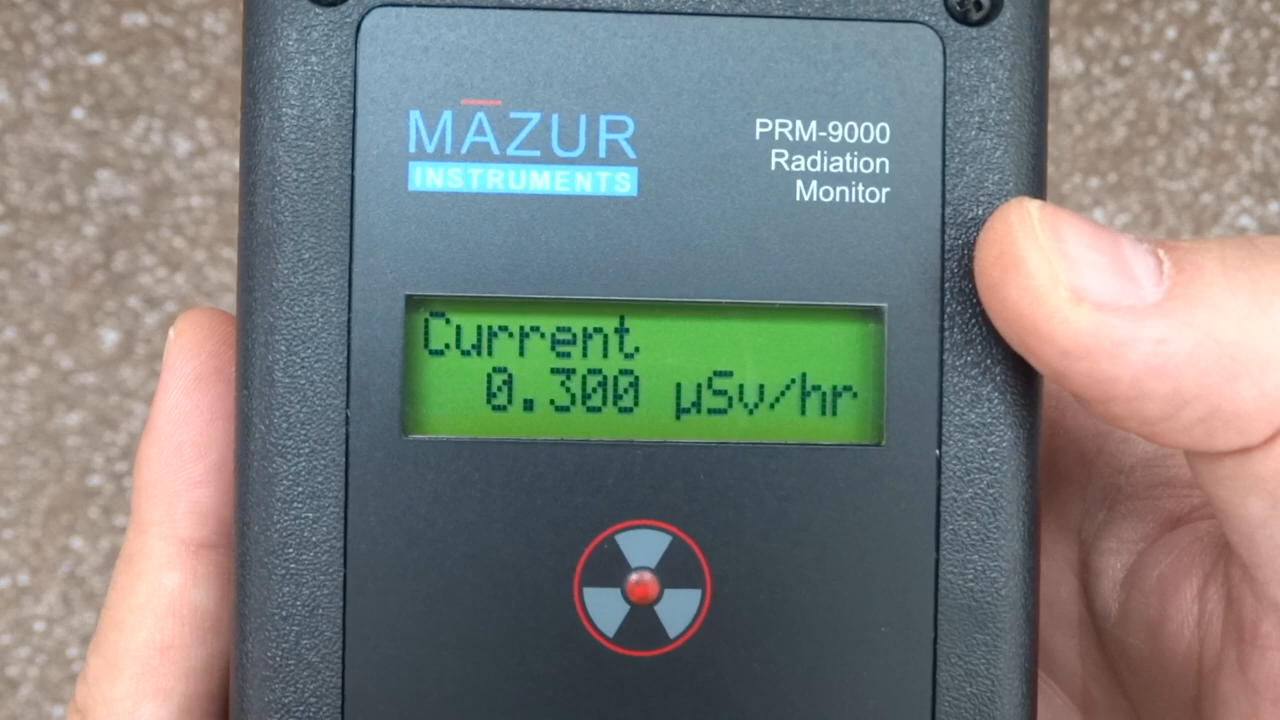 MAZUR
INSTRUMENTS
PRM-9000
Radiation
Monitor
Current
0.300 µSv/hr